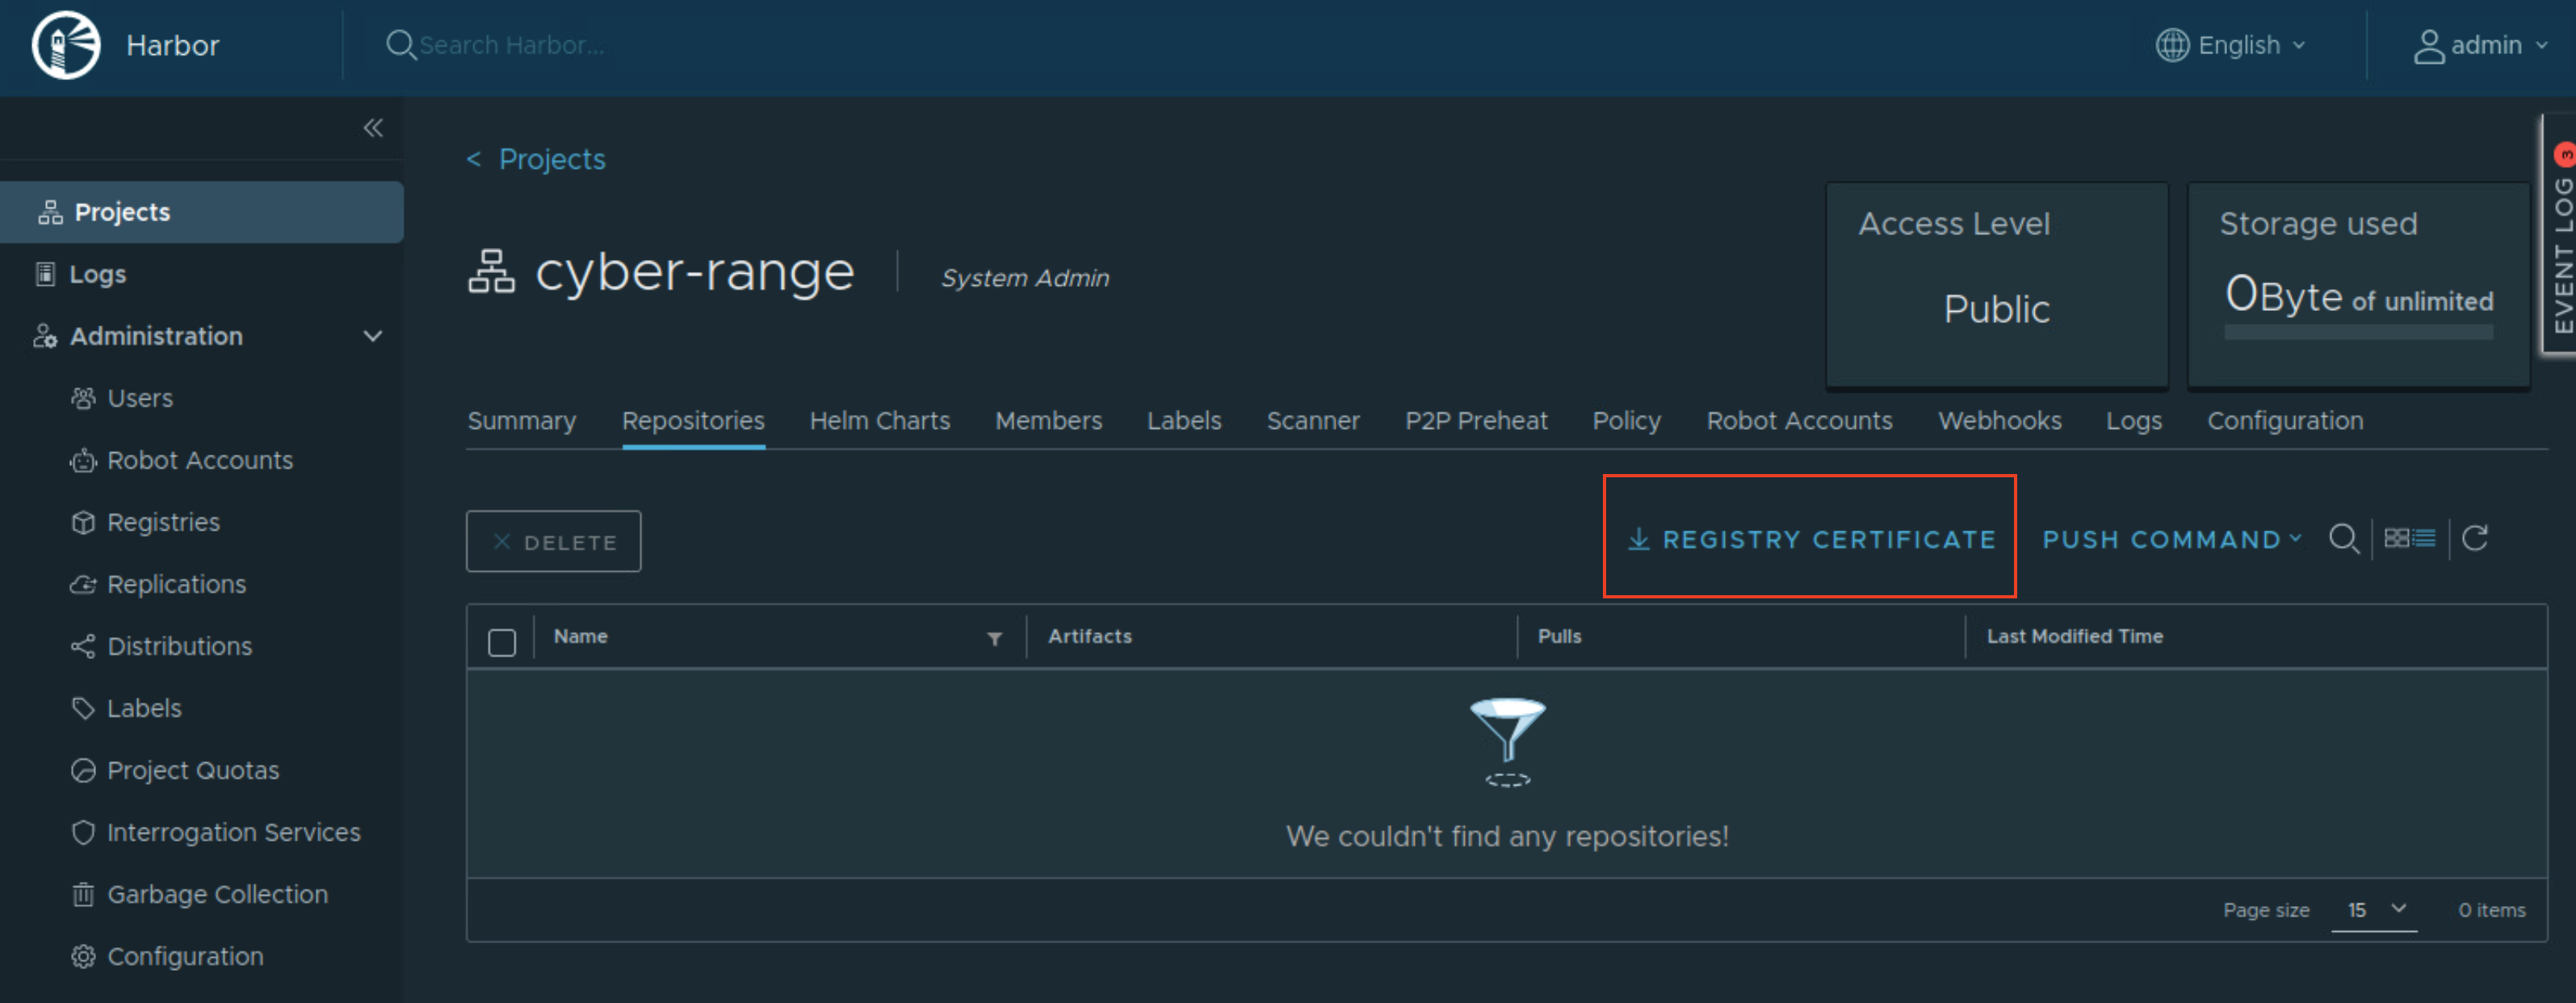 Harbor
Search Harbor...
English
admin
Projects
Logs
Administration
Users
Robot Accounts
Registries
Replications
Distributions
Labels
Project Quotas
Interrogation Services
Garbage Collection
Configuration
< Projects
cyber-range
System Admin
Access Level
Public
Storage used
0Byte of unlimited
EVENT LOG 3
Summary Repositories Helm Charts Members Labels Scanner P2P Preheat Policy Robot Accounts Webhooks Logs Configuration
DELETE REGISTRY CERTIFICATE PUSH COMMAND
Name Artifacts Pulls Last Modified Time
We couldn't find any repositories!
Page size 15 0 items